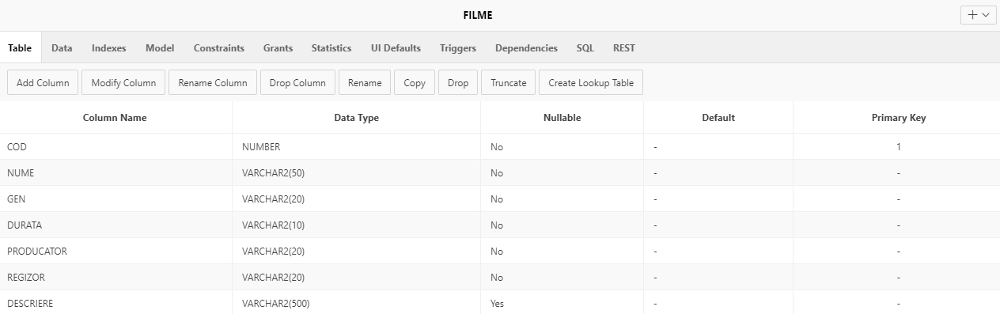 FILME
Table Data Indexes Model Constraints Grants Statistics UI Defaults Triggers Dependencies SQL REST
Add Column Modify Column Rename Column Drop Column Rename Copy Drop Truncate Create Lookup Table
Column Name Data Type Nullable Default Primary Key
COD NUMBER No - 1
NUME VARCHAR2(50) No - -
GEN VARCHAR2(20) No - -
DURATA VARCHAR2(10) No - -
PRODUCATOR VARCHAR2(20) No - -
REGIZOR VARCHAR2(20) No - -
DESCRIERE VARCHAR2(500) Yes - -